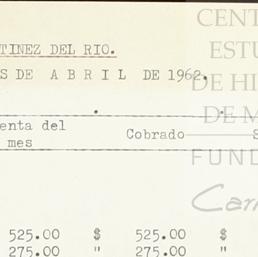 TINEZ DEL RIO.
S DE A B R I L DE 1962.
enta del Cobrado S
mes
525.00 $ 525.00 $
275.00 " 275.00 "
CENT
ESTU
DE HI
DE M
FUND
Car